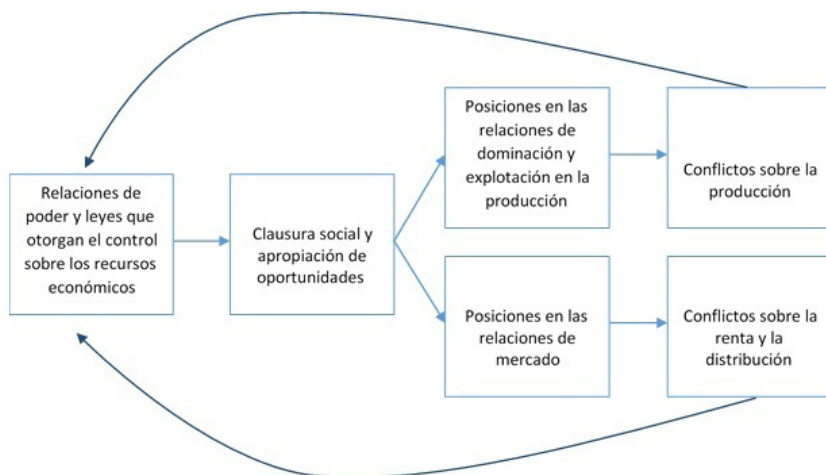 Relaciones de
poder y leyes que
otorgan el control
sobre los recursos
económicos
Clausura social y
apropiación de
oportunidades
Posiciones en las
relaciones de
dominación y
explotación en la
producción
Conflictos sobre la
producción
Posiciones en las
relaciones de
mercado
Conflictos sobre la
renta y la
distribución